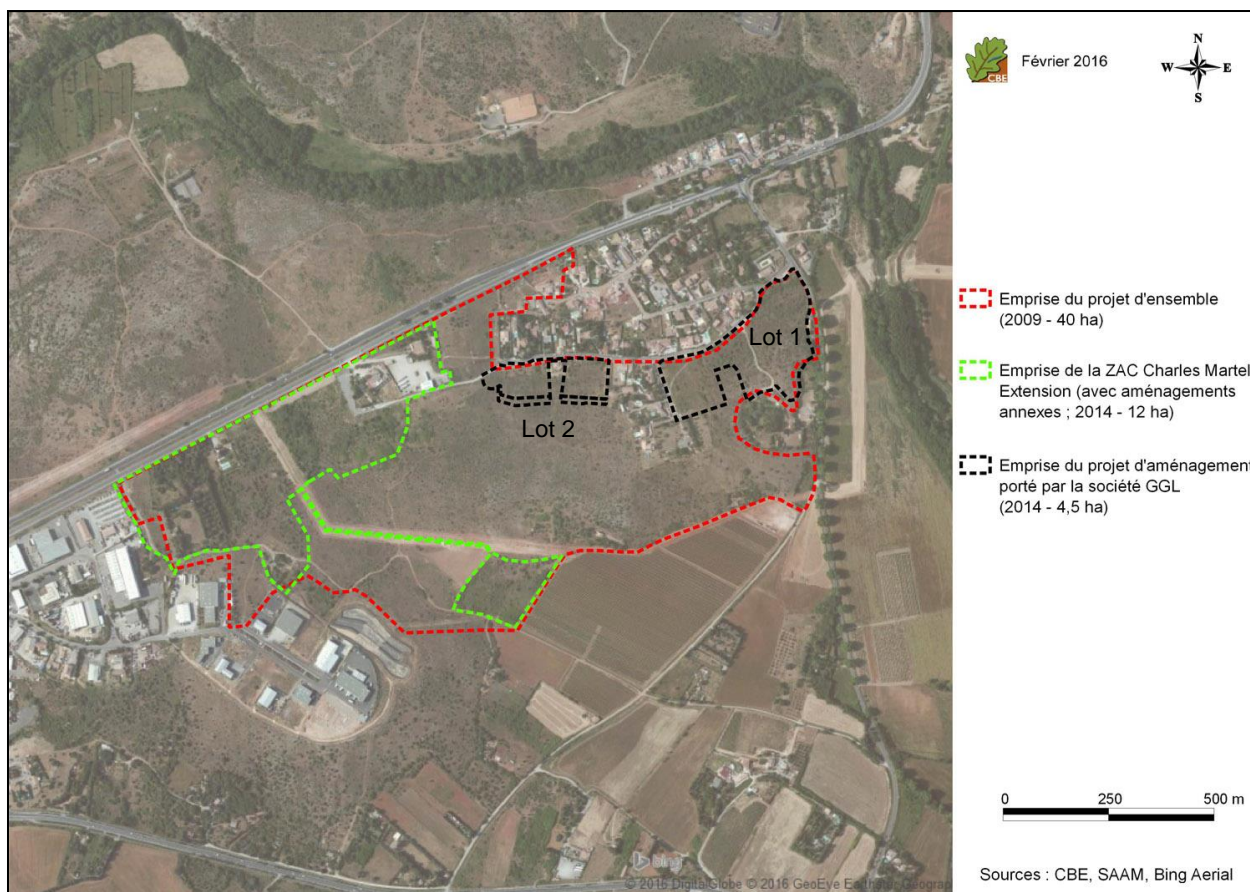 CBE
Février 2016
N
W E
S
Lot 1
Lot 2
Emprise du projet d'ensemble
(2009 - 40 ha)
Emprise de la ZAC Charles Martel
Extension (avec aménagements
annexes ; 2014 - 12 ha)
Emprise du projet d'aménagement
porté par la société GGL
(2014 - 4,5 ha)
0 250 500 m
bing
© 2016 DigitalGlobe © 2016 GeoEye Earthstar Geograp
Sources : CBE, SAAM, Bing Aerial